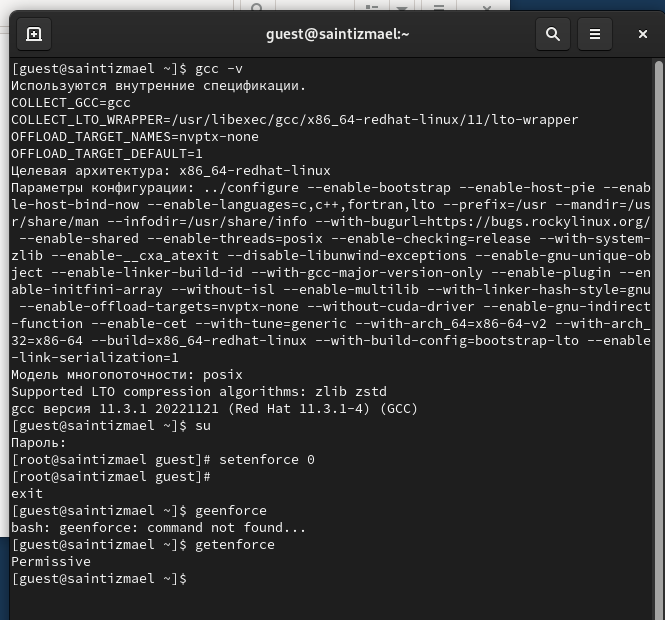 guest@saintizmael:~
[guest@saintizmael ~]$ gcc -v
Используются внутренние спецификации.
COLLECT_GCC=gcc
COLLECT_LTO_WRAPPER=/usr/libexec/gcc/x86_64-redhat-linux/11/lto-wrapper
OFFLOAD_TARGET_NAMES=nvptx-none
OFFLOAD_TARGET_DEFAULT=1
Целевая архитектура: x86_64-redhat-linux
Параметры конфигурации: ../configure --enable-bootstrap --enable-host-pie --enab
le-host-bind-now --enable-languages=c,c++,fortran,lto --prefix=/usr --mandir=/us
r/share/man --infodir=/usr/share/info --with-bugurl=https://bugs.rockylinux.org/
 --enable-shared --enable-threads=posix --enable-checking=release --with-system-
zlib --enable-__cxa_atexit --disable-libunwind-exceptions --enable-gnu-unique-ob
ject --enable-linker-build-id --with-gcc-major-version-only --enable-plugin --en
able-initfini-array --without-isl --enable-multilib --with-linker-hash-style=gnu
 --enable-offload-targets=nvptx-none --without-cuda-driver --enable-gnu-indirect
-function --enable-cet --with-tune=generic --with-arch_64=x86-64-v2 --with-arch_
32=x86-64 --build=x86_64-redhat-linux --with-build-config=bootstrap-lto --enable
-link-serialization=1
Модель многопоточности: posix
Supported LTO compression algorithms: zlib zstd
gcc версия 11.3.1 20221121 (Red Hat 11.3.1-4) (GCC)
[guest@saintizmael ~]$ su
Пароль:
[root@saintizmael guest]# setenforce 0
[root@saintizmael guest]#
exit
[guest@saintizmael ~]$ geenforce
bash: geenforce: command not found...
[guest@saintizmael ~]$ getenforce
Permissive
[guest@saintizmael ~]$